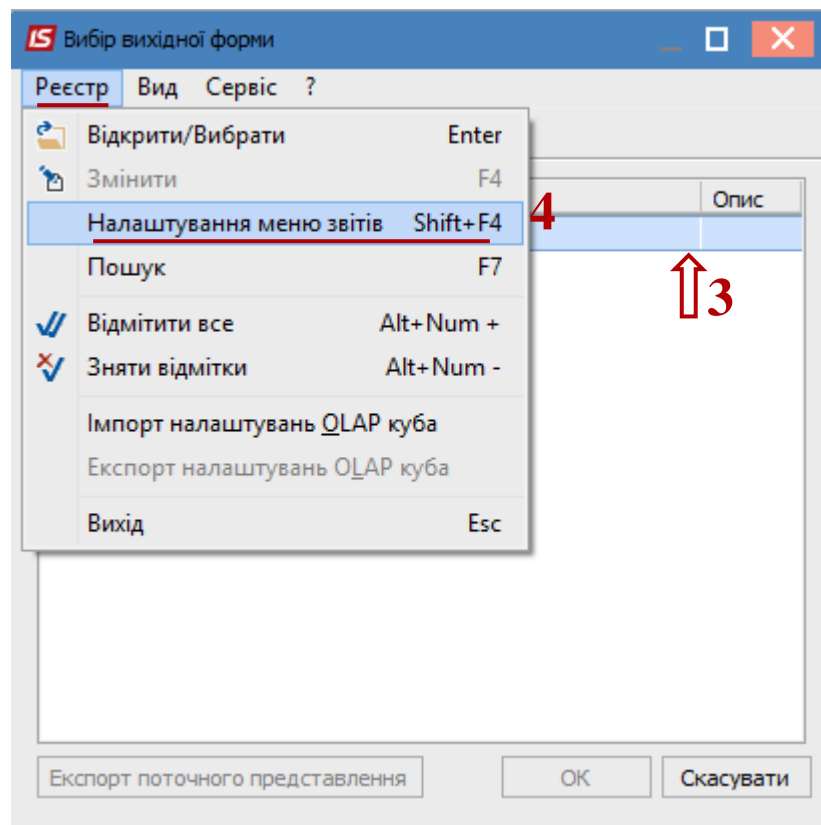 IS Вибір вихідної форми
Реєстр Вид Сервіс ?
Відкрити/Вибрати Enter
Змінити F4
Опис
Налаштування меню звітів Shift+F4 4
Пошук F7
3
Відмітити все Alt+Num +
Зняти відмітки Alt+Num -
Імпорт налаштувань OLAP куба
Експорт налаштувань OLAP куба
Вихід Esc
Експорт поточного представлення ОК Скасувати